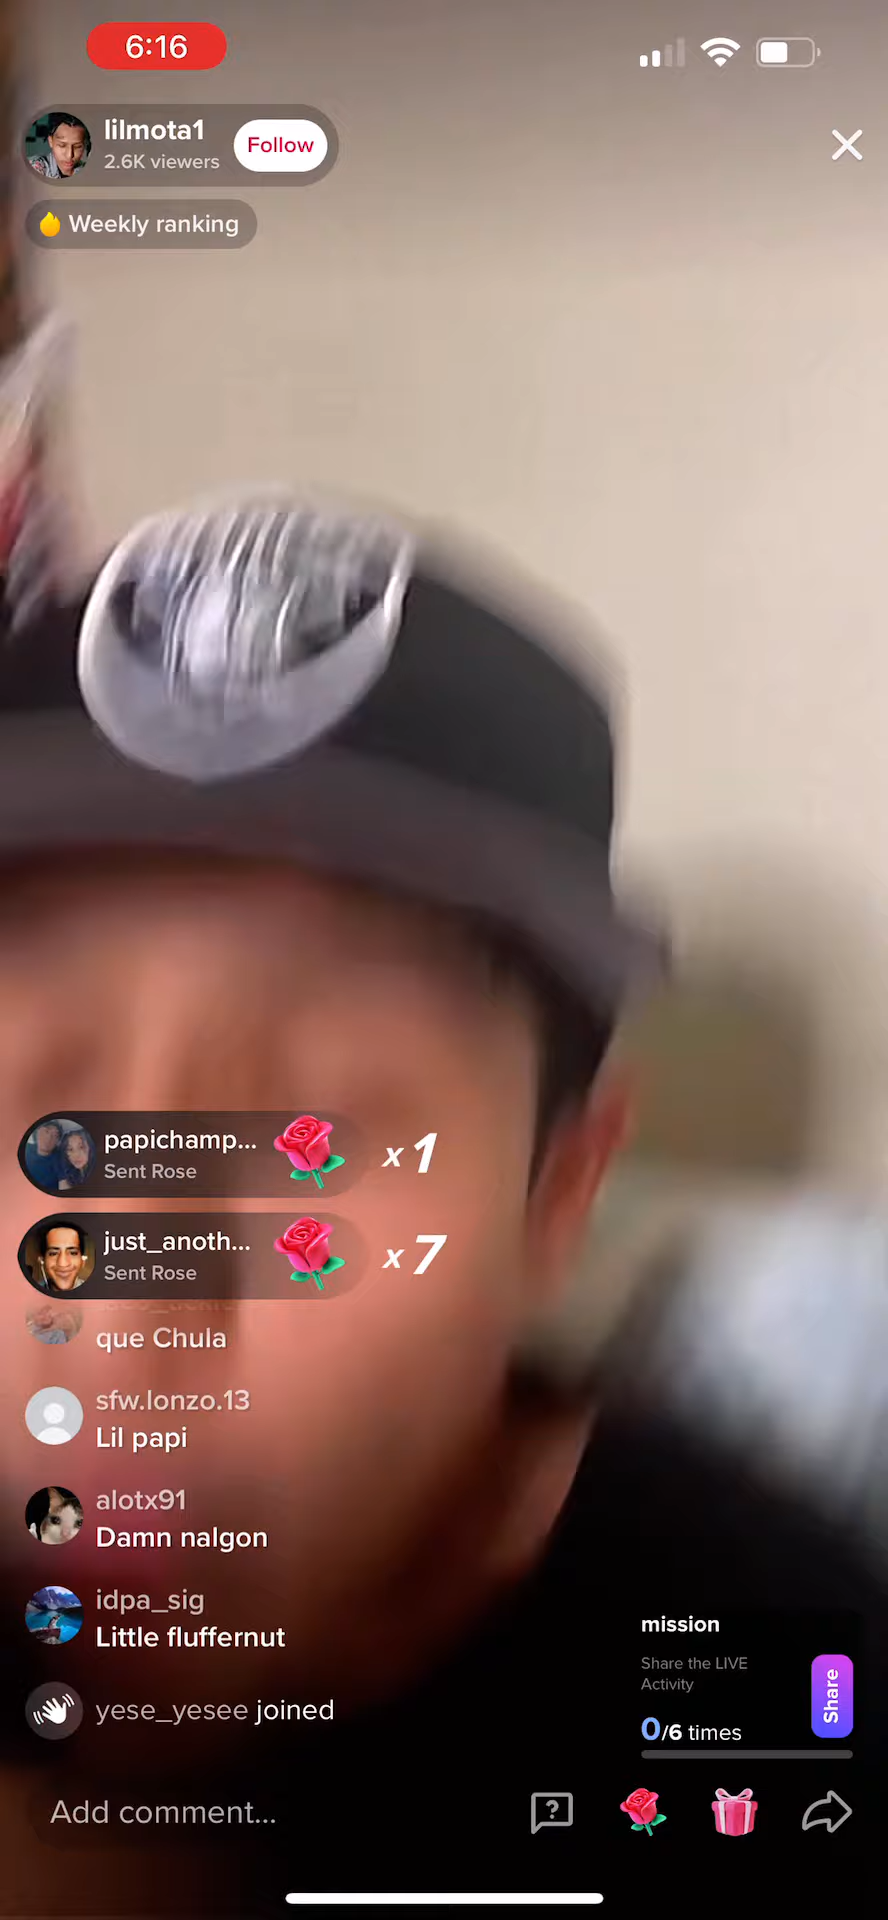 6:16
lilmota1
2.6K viewers
Follow
Weekly ranking
papichamp...
Sent Rose
x1
just_anoth...
Sent Rose
x7
que Chula
sfw.lonzo.13
Lil papi
alotx91
Damn nalgon
idpa_sig
Little fluffernut
yese_yesee joined
mission
Share the LIVE
Activity
0/6 times
Share
Add comment...